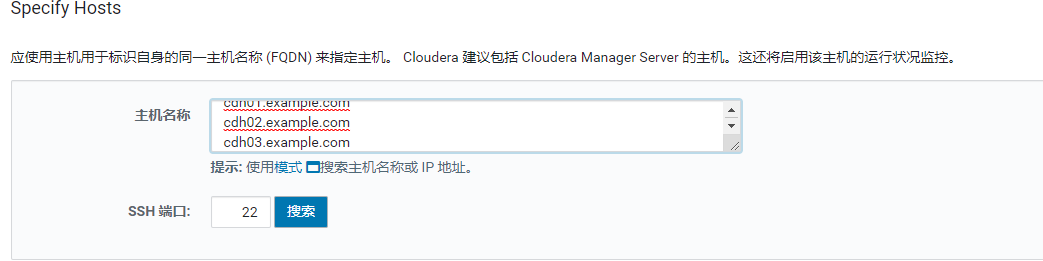 Specify Hosts
应使用主机用于标识自身的同一主机名称 (FQDN) 来指定主机。 Cloudera 建议包括 Cloudera Manager Server 的主机。这还将启用该主机的运行状况监控。
主机名称
cdh01.example.com
cdh02.example.com
cdh03.example.com
提示: 使用模式 搜索主机名称或 IP 地址。
SSH 端口: 22 搜索